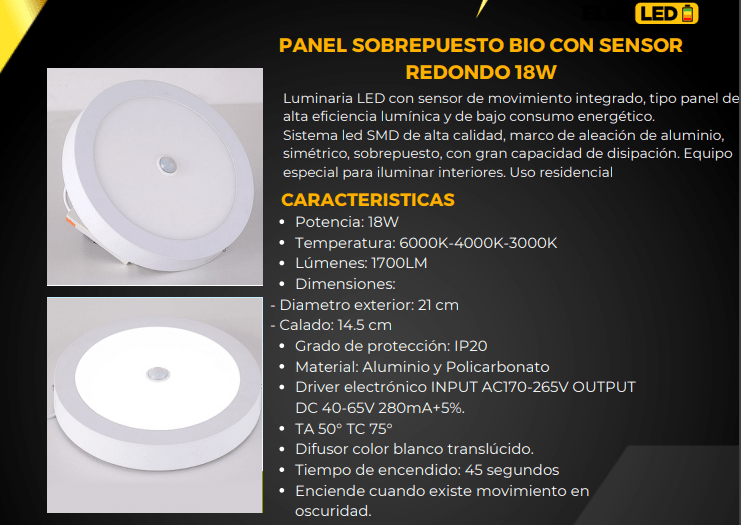 LED
PANEL SOBREPUESTO BIO CON SENSOR
REDONDO 18W
Luminaria LED con sensor de movimiento integrado, tipo panel de
alta eficiencia lumínica y de bajo consumo energético.
Sistema led SMD de alta calidad, marco de aleación de aluminio,
simétrico, sobrepuesto, con gran capacidad de disipación. Equipo
especial para iluminar interiores. Uso residencial
CARACTERISTICAS
• Potencia: 18W
• Temperatura: 6000K-4000K-3000K
• Lúmenes: 1700LM
• Dimensiones:
- Diametro exterior: 21 cm
- Calado: 14.5 cm
• Grado de protección: IP20
• Material: Aluminio y Policarbonato
• Driver electrónico INPUT AC170-265V OUTPUT
DC 40-65V 280mA+5%.
• TA 50° TC 75°
• Difusor color blanco translúcido.
• Tiempo de encendido: 45 segundos
• Enciende cuando existe movimiento en
oscuridad.